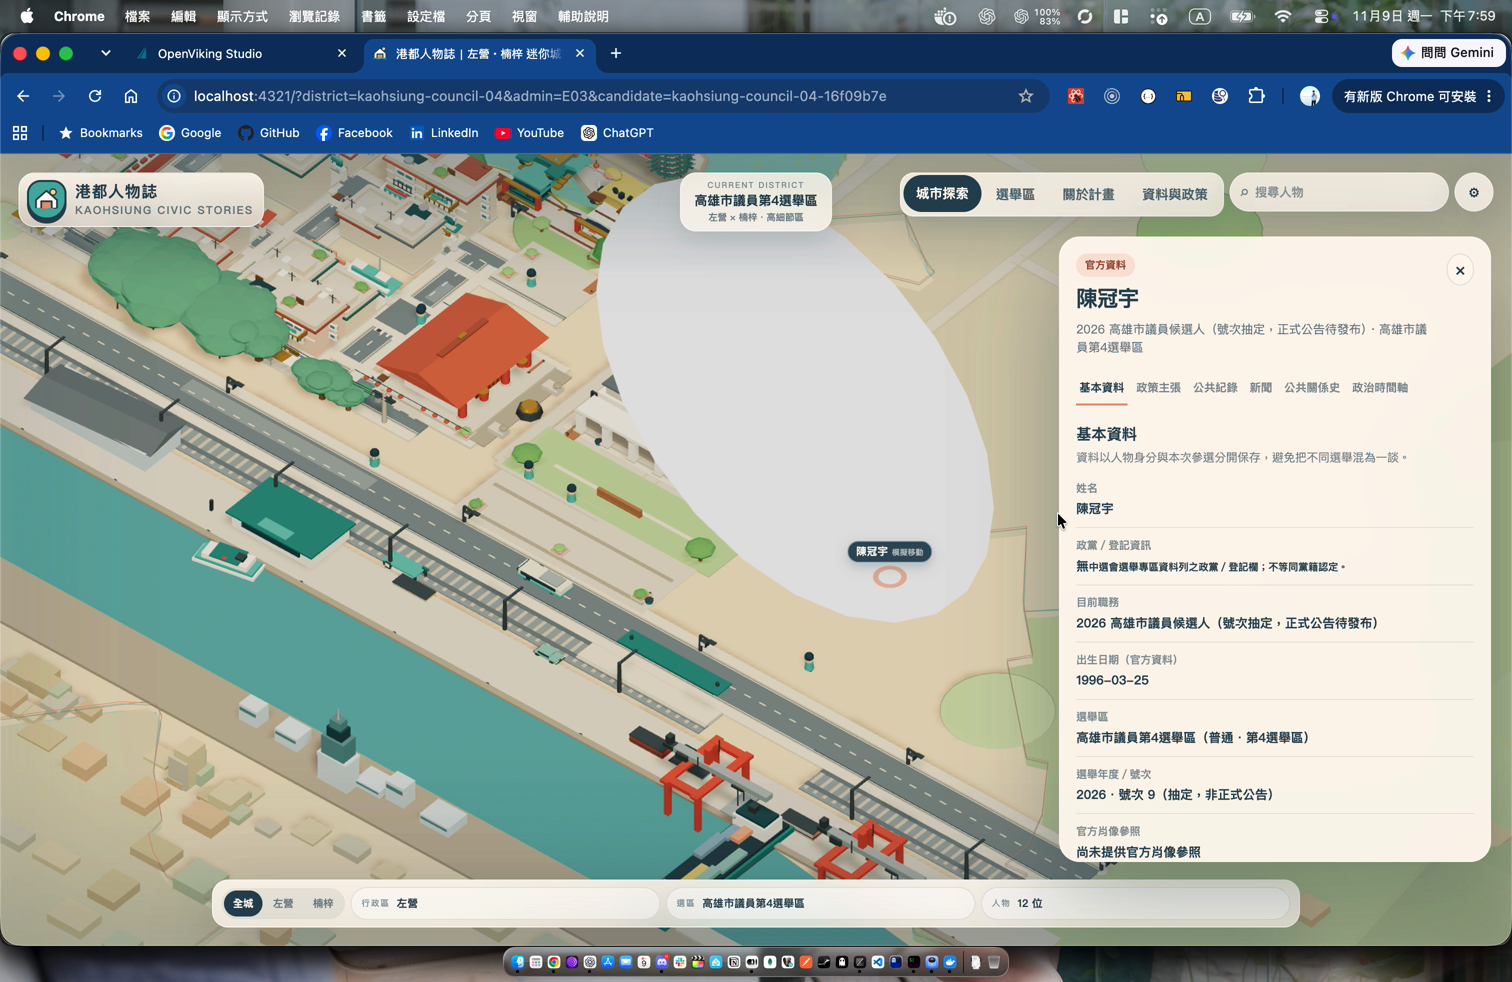 Chrome 檔案 編輯 顯示方式 瀏覽記錄 書籤 設定檔 分頁 視窗 輔助說明 100% 83% A 11月9日 週一 下午7:59
OpenViking Studio 港都人物誌 | 左營・楠梓 迷你城 問問 Gemini
localhost:4321/?district=kaohsiung-council-04&admin=E03&candidate=kaohsiung-council-04-16f09b7e 有新版 Chrome 可安裝
Bookmarks Google GitHub Facebook LinkedIn YouTube ChatGPT
港都人物誌
KAOHSIUNG CIVIC STORIES
CURRENT DISTRICT
高雄市議員第4選舉區
左營 × 楠梓 · 高細節區
城市探索 選舉區 關於計畫 資料與政策 搜尋人物
官方資料
陳冠宇
2026 高雄市議員候選人（號次抽定，正式公告待發布）· 高雄市議
員第4選舉區
基本資料 政策主張 公共紀錄 新聞 公共關係史 政治時間軸
基本資料
資料以人物身分與本次參選分開保存，避免把不同選舉混為一談。
姓名
陳冠宇
政黨 / 登記資訊
無中選會選舉專區資料列之政黨 / 登記欄；不等同黨籍認定。
目前職務
2026 高雄市議員候選人（號次抽定，正式公告待發布）
出生日期（官方資料）
1996-03-25
選舉區
高雄市議員第4選舉區（普通 · 第4選舉區）
選舉年度 / 號次
2026 · 號次 9（抽定，非正式公告）
官方肖像參照
尚未提供官方肖像參照
陳冠宇 模擬移動
全城 左營 楠梓 行政區 左營 選區 高雄市議員第4選舉區 人物 12 位